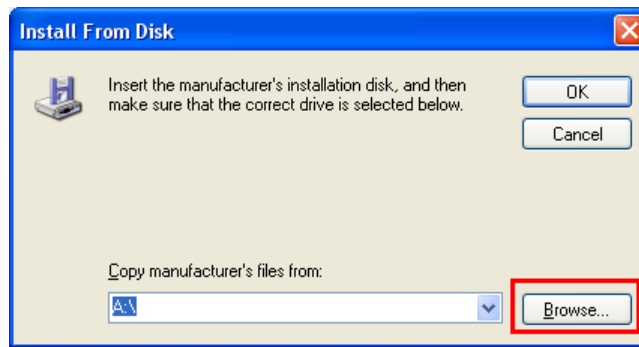 Install From Disk
Insert the manufacturer's installation disk, and then
make sure that the correct drive is selected below.
OK
Cancel
Copy manufacturer's files from:
A:\
Browse...